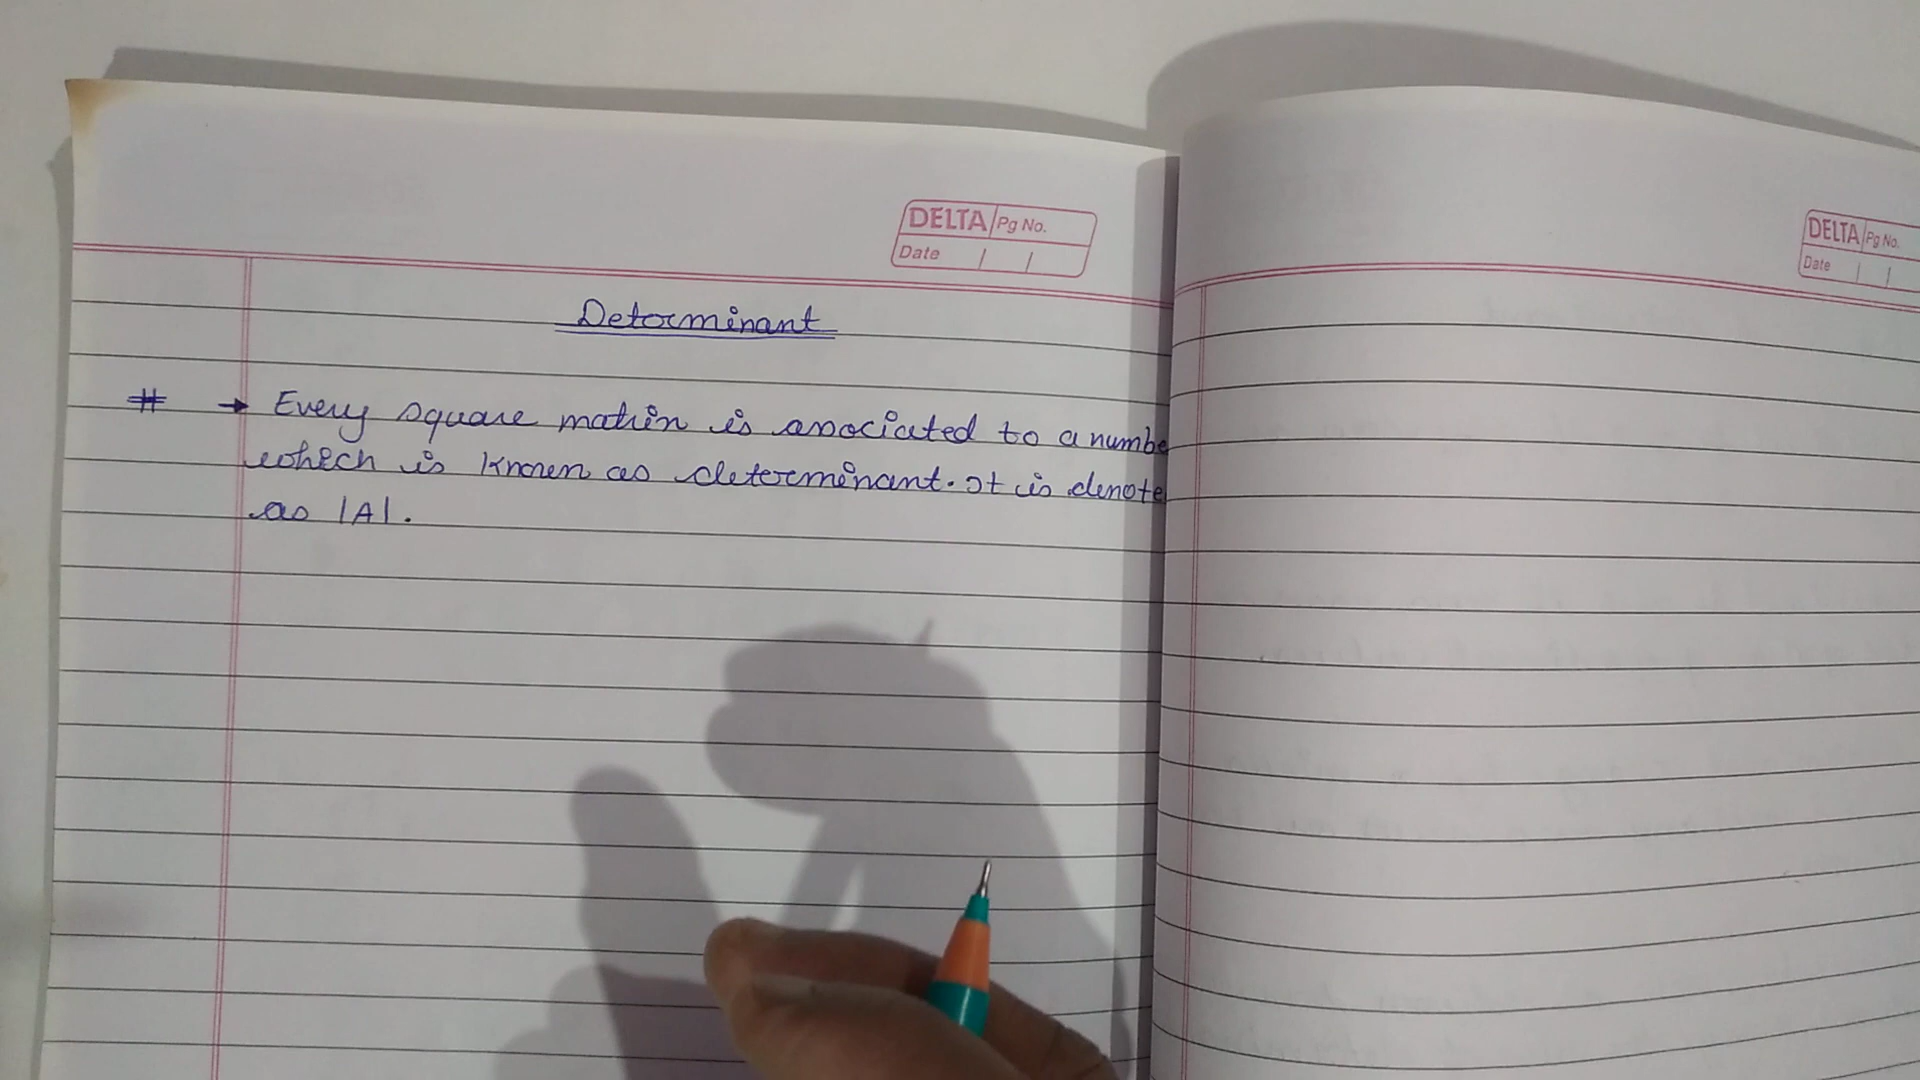 DELTA Pg No.
Date
Determinant
# → Every square matrix is associated to a numbe
which is known as determinant. It is denote
as |A|.
DELTA Pg No.
Date